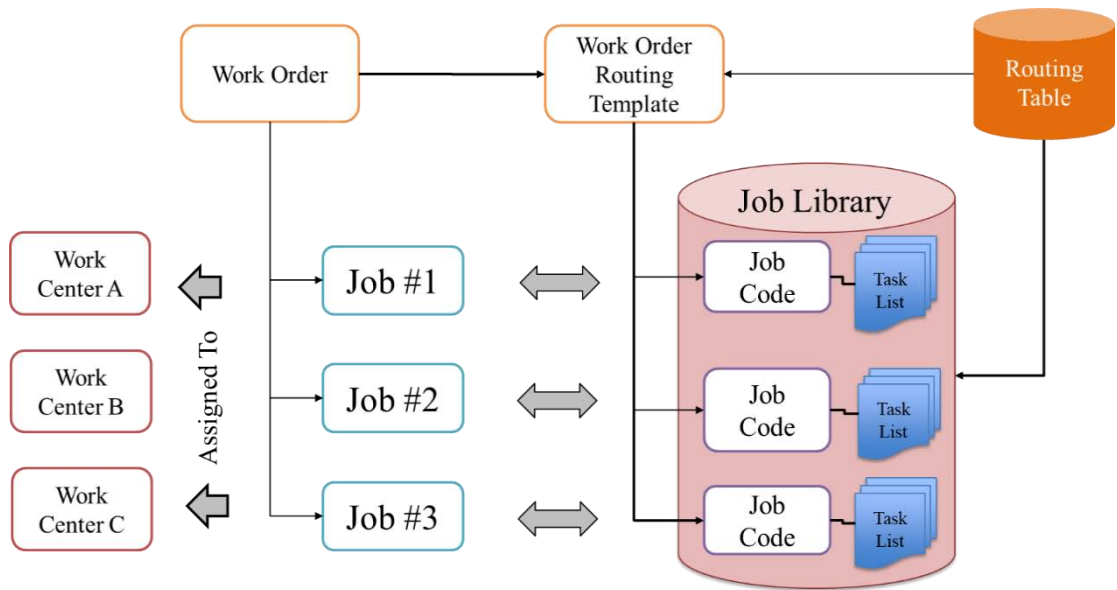 Work Order
Work Order
Routing
Template
Routing
Table
Job Library
Work
Center A
Job #1
Job
Code
Task
List
Assigned To
Work
Center B
Job #2
Job
Code
Task
List
Work
Center C
Job #3
Job
Code
Task
List